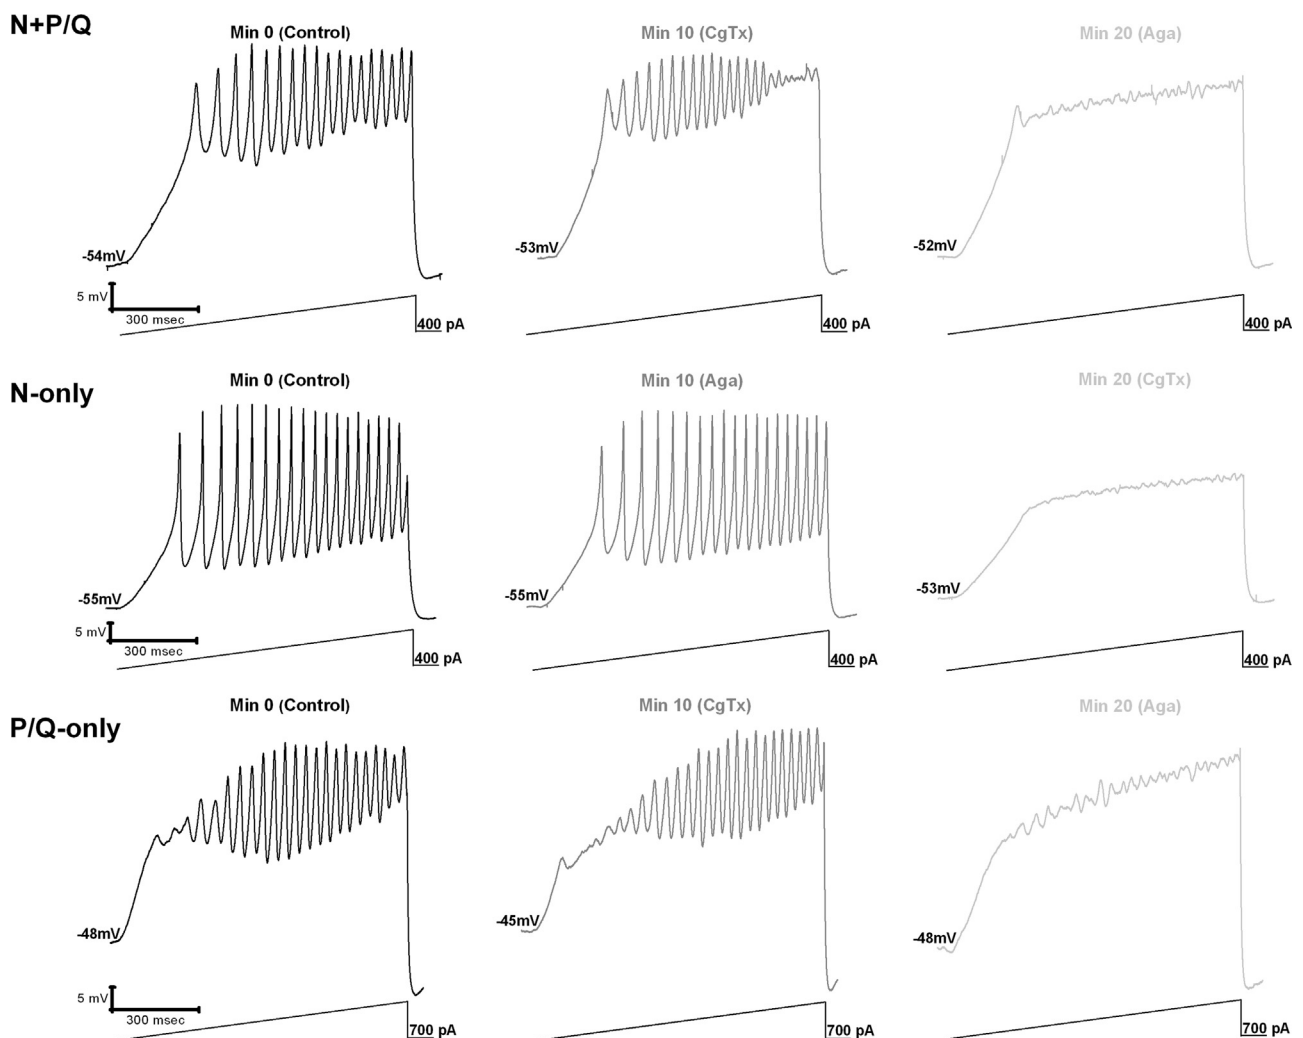 N+P/Q
Min 0 (Control)
Min 10 (CgTx)
Min 20 (Aga)
-54mV
-53mV
-52mV
5 mV
300 msec
400 pA
400 pA
400 pA
N-only
Min 0 (Control)
Min 10 (Aga)
Min 20 (CgTx)
-55mV
-55mV
-53mV
5 mV
300 msec
400 pA
400 pA
400 pA
P/Q-only
Min 0 (Control)
Min 10 (CgTx)
Min 20 (Aga)
-48mV
-45mV
-48mV
5 mV
300 msec
700 pA
700 pA
700 pA